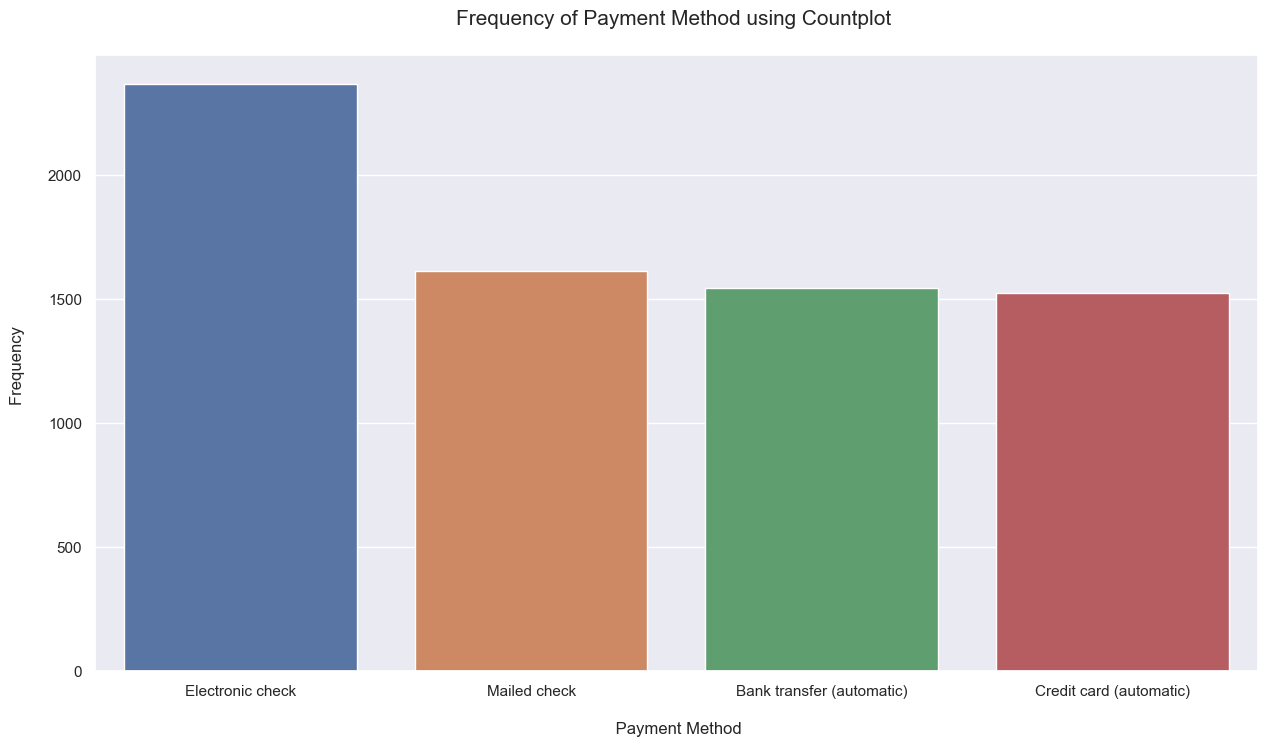 Frequency of Payment Method using Countplot
2000
1500
1000
500
0
Frequency
Electronic check
Mailed check
Bank transfer (automatic)
Credit card (automatic)
Payment Method